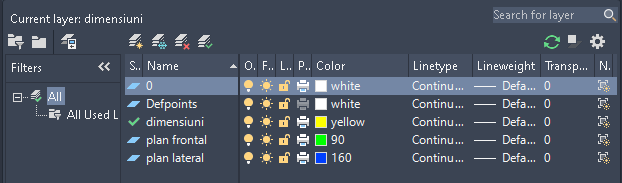 Current layer: dimensiuni
Search for layer
Filters
All
All Used L
S.. Name O. F.. L.. P.. Color Linetype Lineweight Transp... N.
0 white Continu... Defa... 0
Defpoints white Continu... Defa... 0
dimensiuni yellow Continu... Defa... 0
plan frontal 90 Continu... Defa... 0
plan lateral 160 Continu... Defa... 0